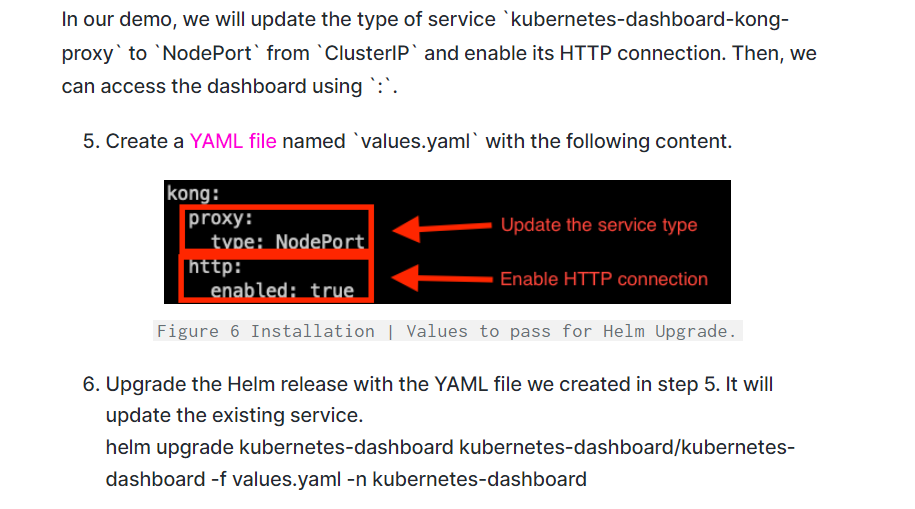 In our demo, we will update the type of service `kubernetes-dashboard-kong-
proxy` to `NodePort` from `ClusterIP` and enable its HTTP connection. Then, we
can access the dashboard using `:`.
5. Create a YAML file named `values.yaml` with the following content.
kong:
proxy:
type: NodePort
Update the service type
http:
enabled: true
Enable HTTP connection
Figure 6 Installation | Values to pass for Helm Upgrade.
6. Upgrade the Helm release with the YAML file we created in step 5. It will
update the existing service.
helm upgrade kubernetes-dashboard kubernetes-dashboard/kubernetes-
dashboard -f values.yaml -n kubernetes-dashboard